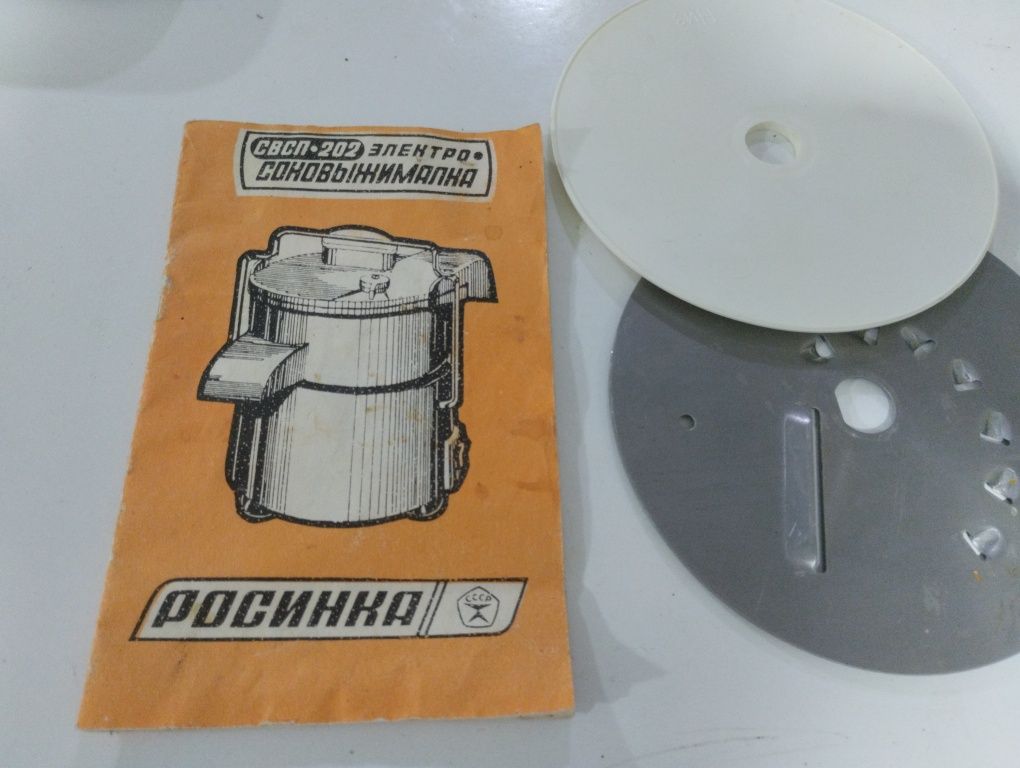 СВСП•202 ЭЛЕКТРО•
СОКОВЫЖИМАЛКА
РОСИНКА
СССР